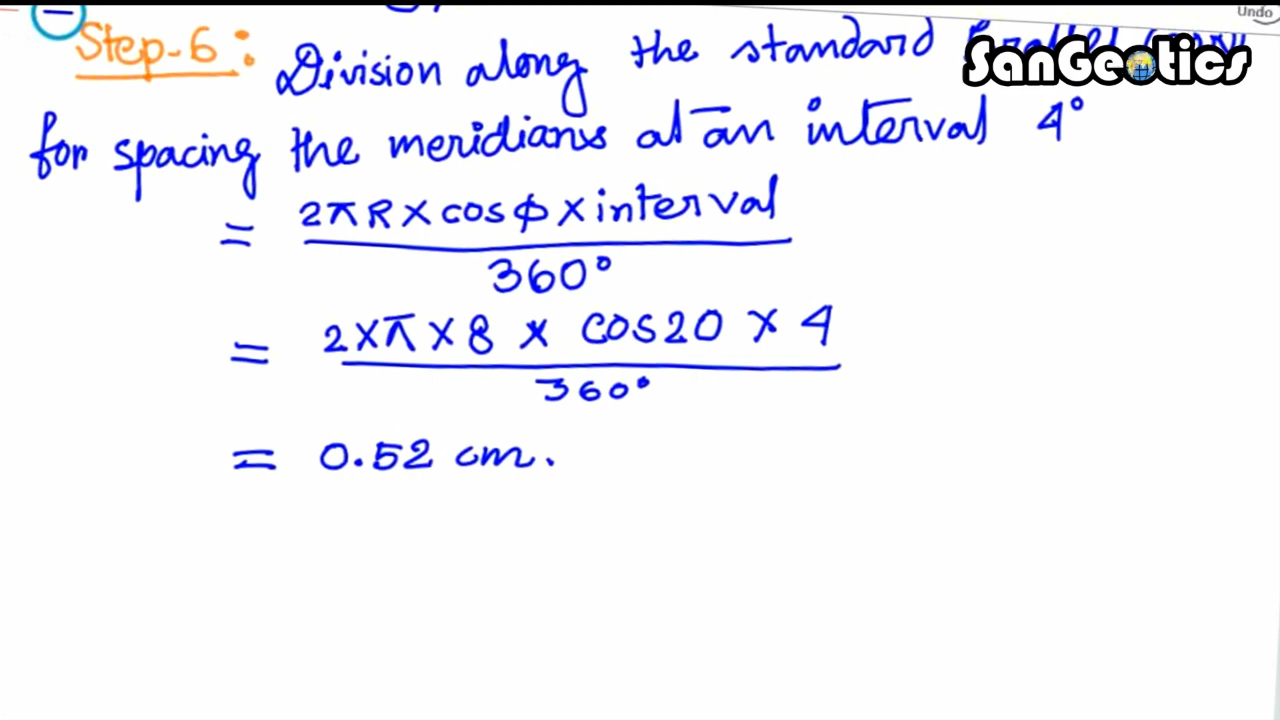 Undo
Step-6: Division along the standard
SanGeotics
for spacing the meridians at an interval 4°
= 2πR × cos φ × interval
360°
= 2 × π × 8 × cos20 × 4
360°
= 0.52 cm.